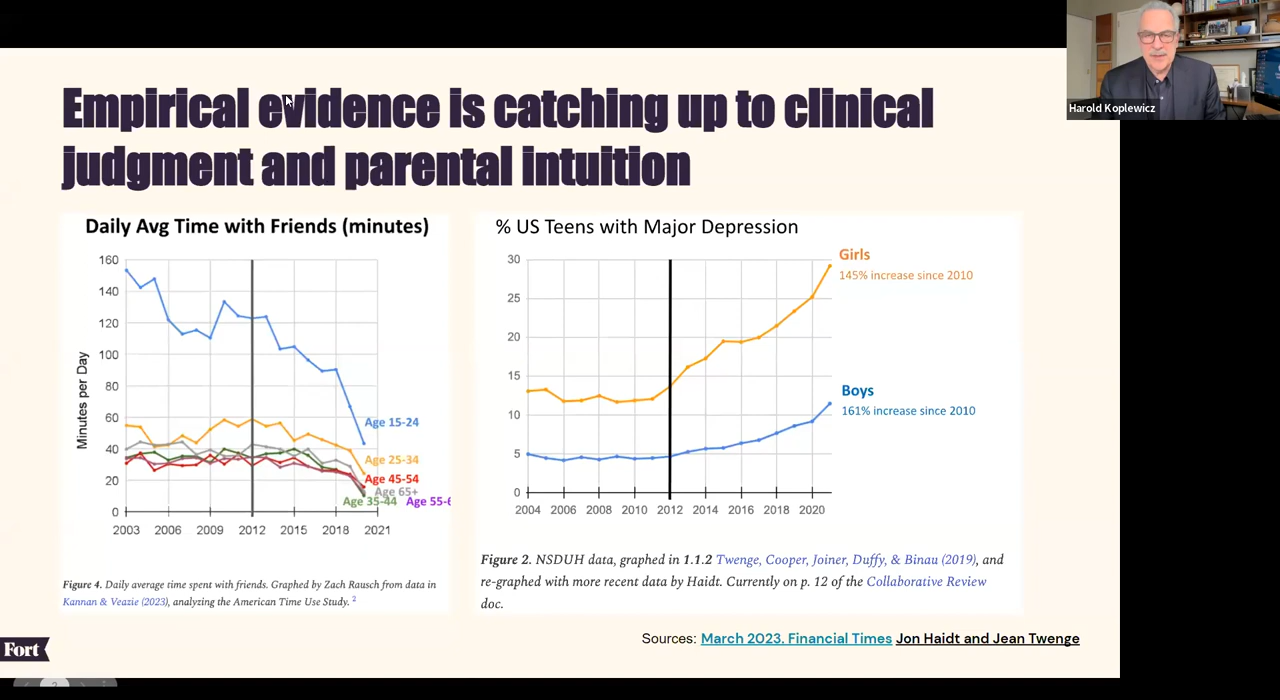 Harold Koplewicz
Empirical evidence is catching up to clinical
judgment and parental intuition
Daily Avg Time with Friends (minutes)
160
140
120
100
80
60
40
20
0
Minutes per Day
2003 2006 2009 2012 2015 2018 2021
Age 15-24
Age 25-34
Age 45-54
Age 65+
Age 35-44 Age 55-6
Figure 4. Daily average time spent with friends. Graphed by Zach Rausch from data in
Kannan & Veazie (2023), analyzing the American Time Use Study. 2
% US Teens with Major Depression
30
25
20
15
10
5
0
2004 2006 2008 2010 2012 2014 2016 2018 2020
Girls
145% increase since 2010
Boys
161% increase since 2010
Figure 2. NSDUH data, graphed in 1.1.2 Twenge, Cooper, Joiner, Duffy, & Binau (2019), and
re-graphed with more recent data by Haidt. Currently on p. 12 of the Collaborative Review
doc.
Sources: March 2023. Financial Times Jon Haidt and Jean Twenge
Fort
2